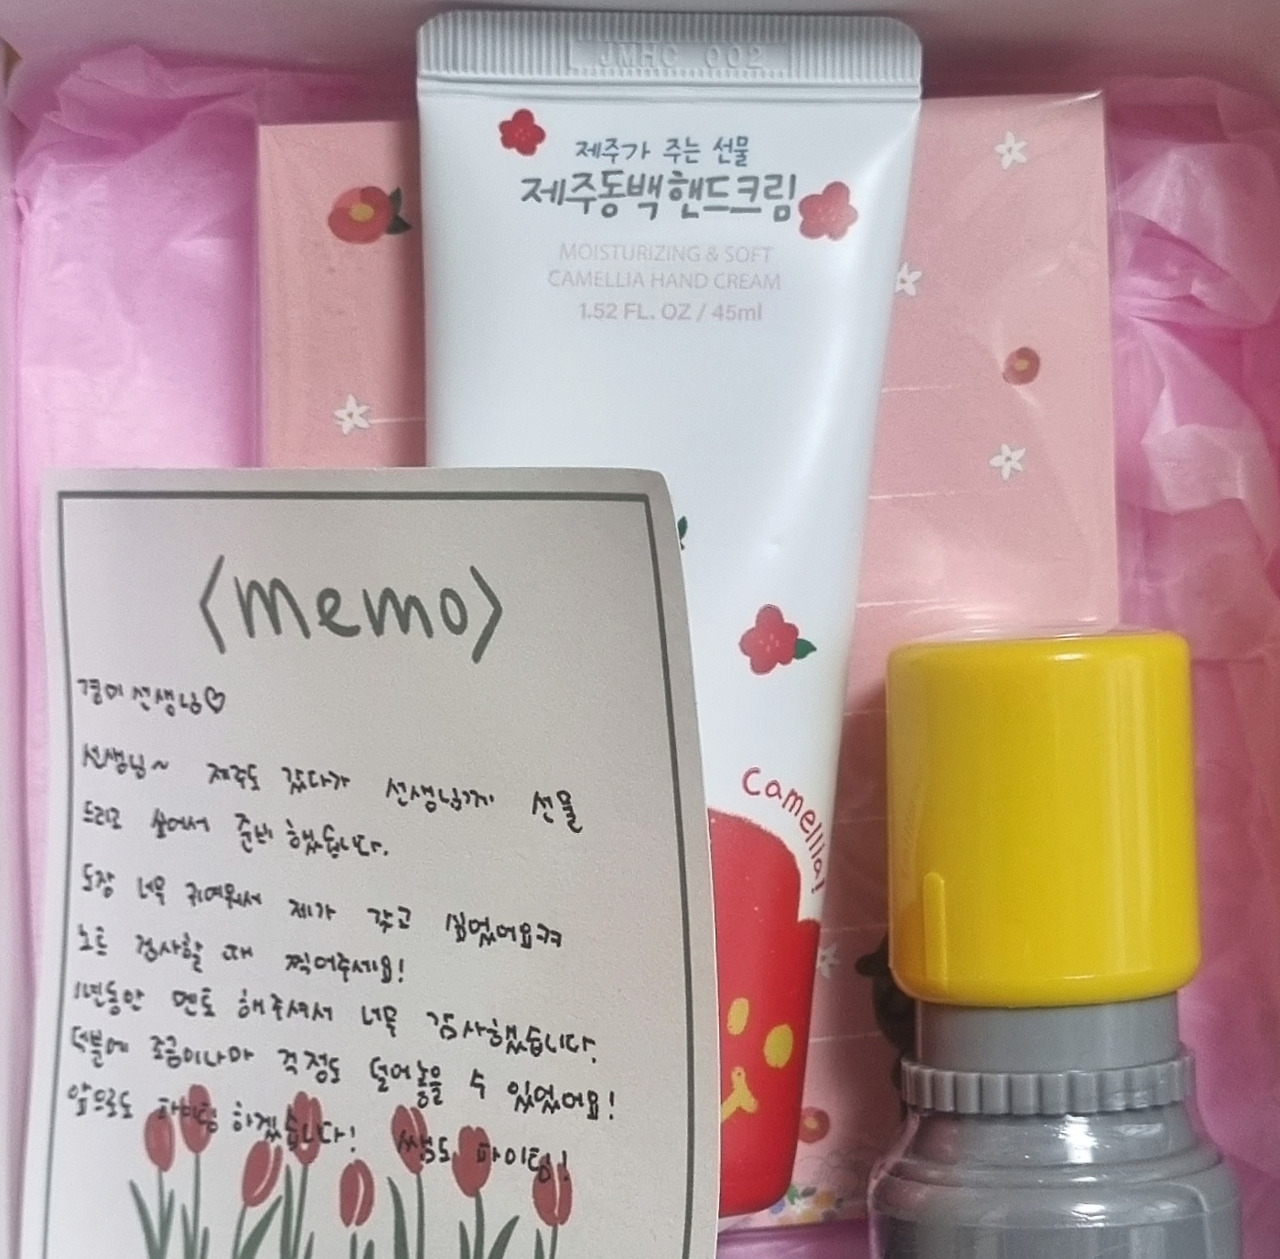 JMHC 002
제주가 주는 선물
제주동백핸드크림
MOISTURIZING & SOFT
CAMELLIA HAND CREAM
1.52 FL. OZ / 45ml
Camellia!
<memo>
경미 선생님♡
선생님~ 제주도 갔다가 선생님께 선물
드리고 싶어서 준비 했습니다.
도장 너무 귀여워서 제가 갖고 싶었어요ㅋㅋ
노트 검사할 때 찍어주세요!
1년동안 멘토 해주셔서 너무 감사했습니다.
덕분에 조금이나마 걱정도 덜어놓을 수 있었어요!
앞으로도 파이팅 하겠습니다! 쌤도 파이팅!